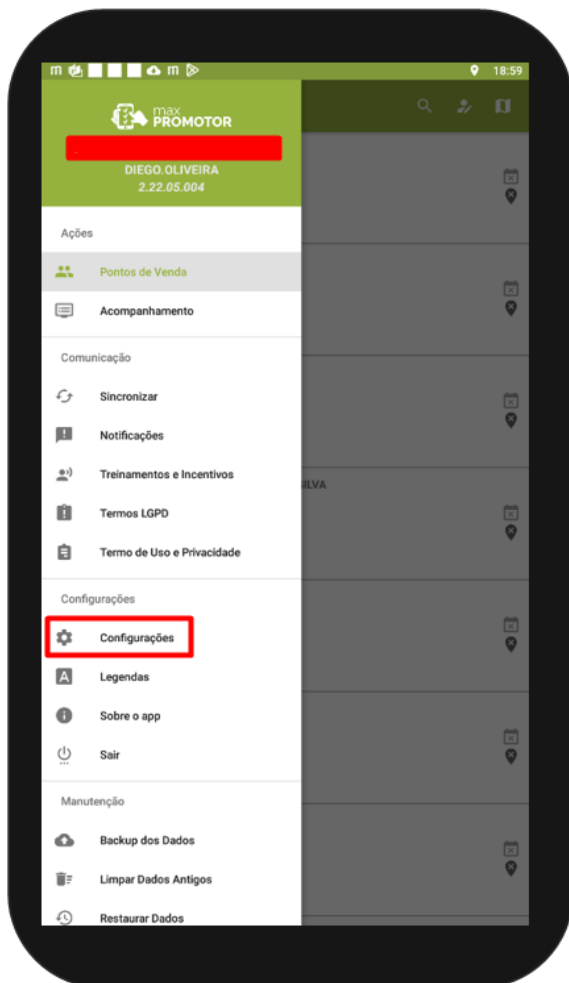 18:59
max
PROMOTOR
DIEGO.OLIVEIRA
2.22.05.004
Ações
Pontos de Venda
Acompanhamento
Comunicação
Sincronizar
Notificações
Treinamentos e Incentivos
Termos LGPD
Termo de Uso e Privacidade
Configurações
Configurações
Legendas
Sobre o app
Sair
Manutenção
Backup dos Dados
Limpar Dados Antigos
Restaurar Dados